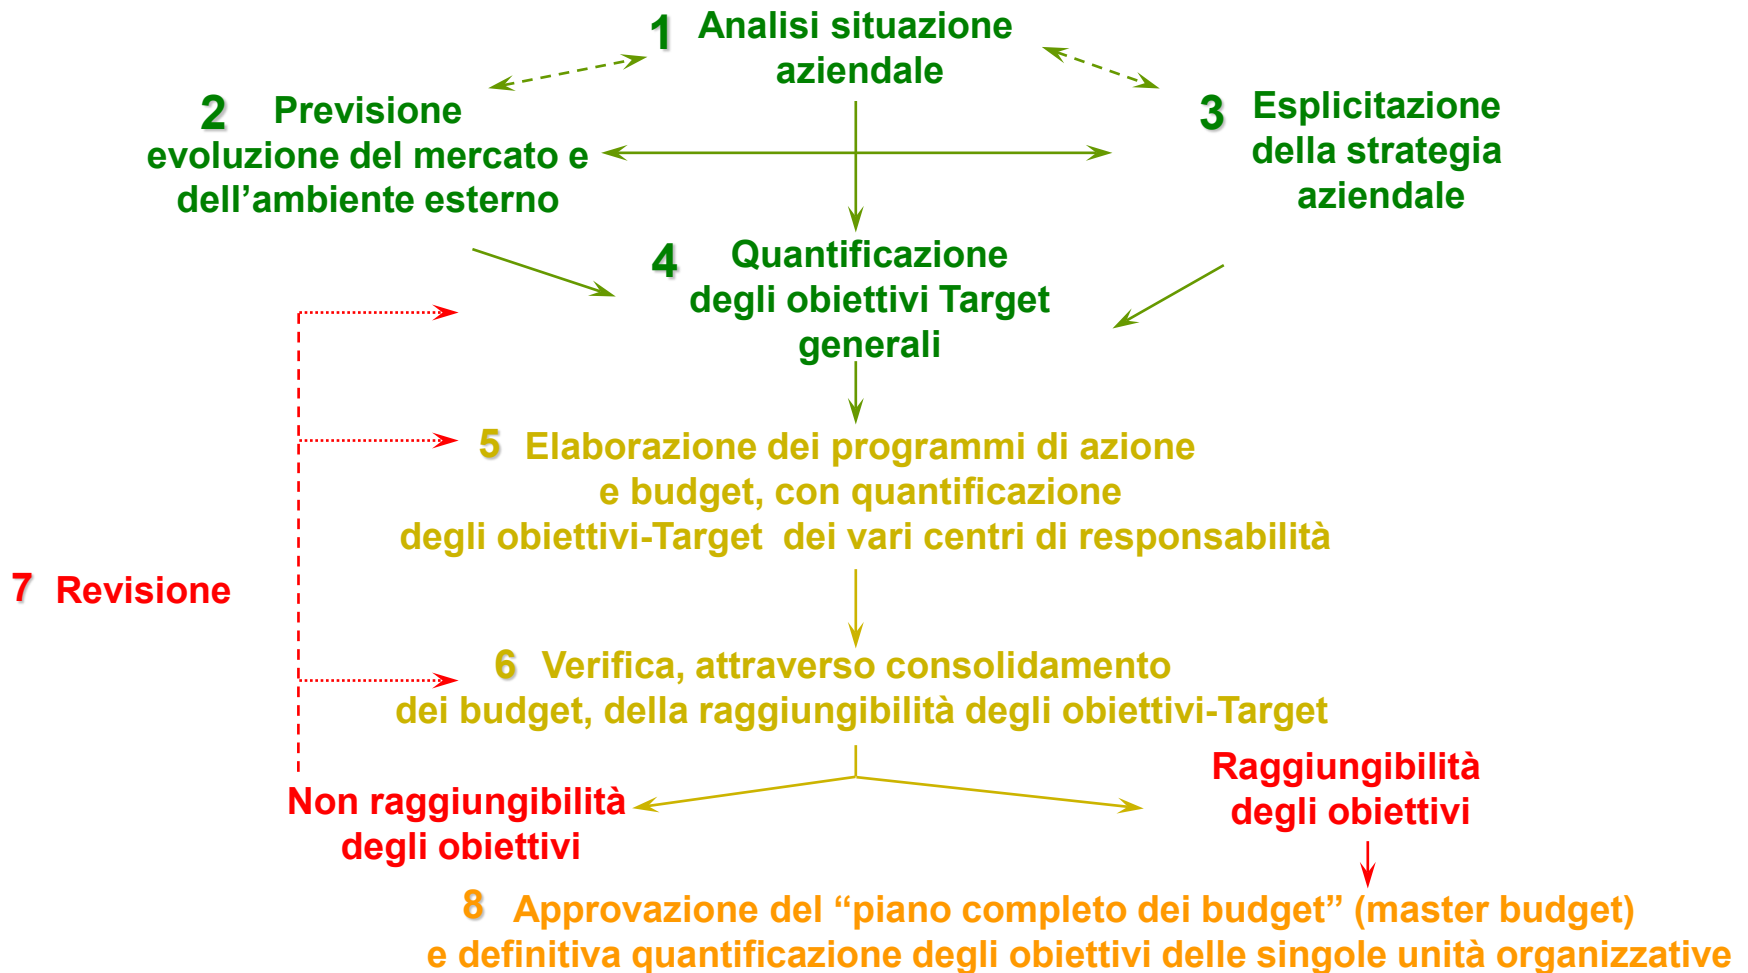 1 Analisi situazione
aziendale
2 Previsione
evoluzione del mercato e
dell’ambiente esterno
3 Esplicitazione
della strategia
aziendale
4 Quantificazione
degli obiettivi Target
generali
5 Elaborazione dei programmi di azione
e budget, con quantificazione
degli obiettivi-Target dei vari centri di responsabilità
7 Revisione
6 Verifica, attraverso consolidamento
dei budget, della raggiungibilità degli obiettivi-Target
Non raggiungibilità
degli obiettivi
Raggiungibilità
degli obiettivi
8 Approvazione del “piano completo dei budget” (master budget)
e definitiva quantificazione degli obiettivi delle singole unità organizzative